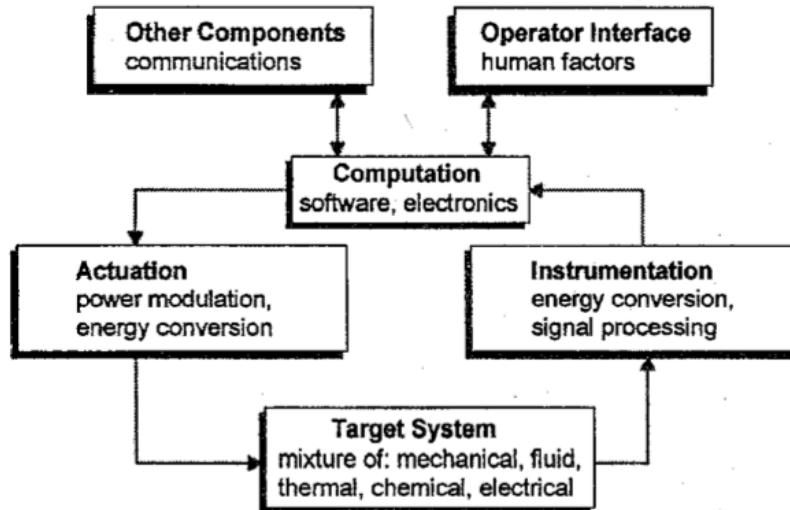 Other Components
communications
Operator Interface
human factors
Computation
software, electronics
Actuation
power modulation,
energy conversion
Instrumentation
energy conversion,
signal processing
Target System
mixture of: mechanical, fluid,
thermal, chemical, electrical